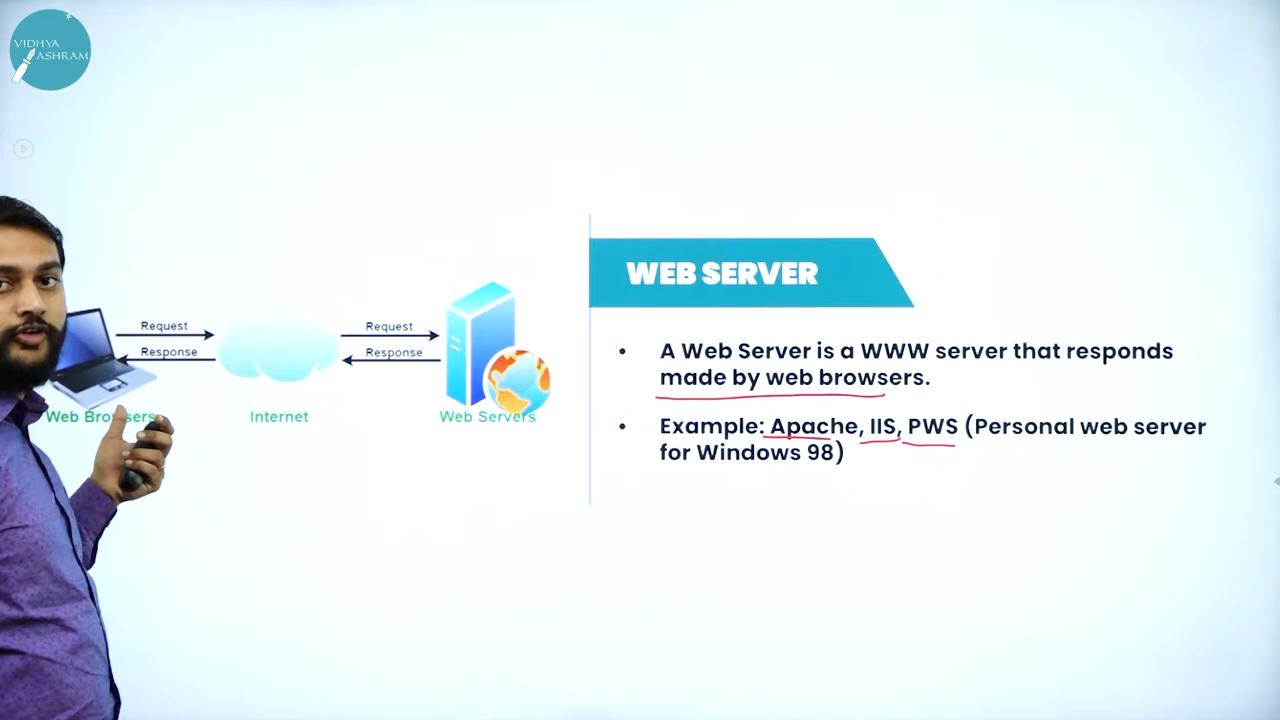 VIDHYA
ASHRAM
WEB SERVER
Request
Request
Response
Response
Web Browsers
Internet
Web Servers
• A Web Server is a WWW server that responds
made by web browsers.
• Example: Apache, IIS, PWS (Personal web server
for Windows 98)